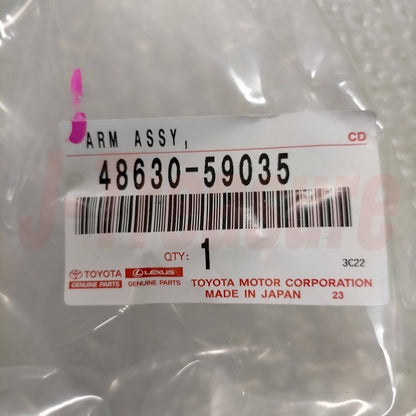 ARM ASSY,
CD
48630-59035
QTY: 1
3C22
TOYOTA
GENUINE PARTS
LEXUS
GENUINE PARTS
TOYOTA MOTOR CORPORATION
MADE IN JAPAN 23